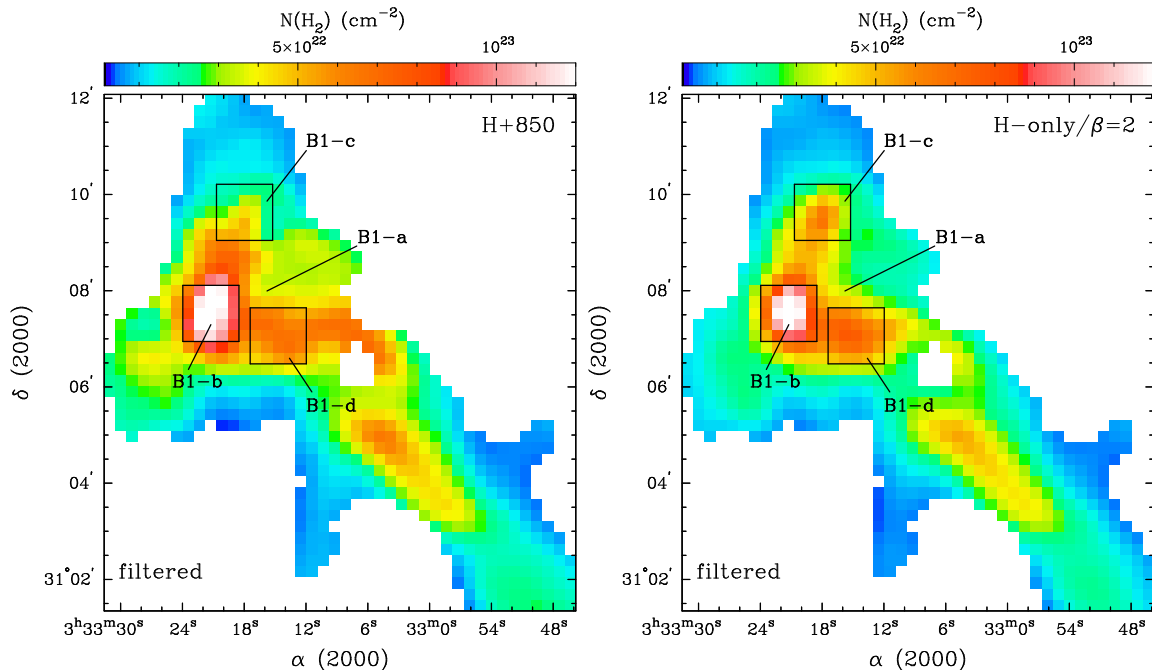 N(H₂) (cm⁻²)
5×10²² 10²³
H+850
B1-c
B1-a
B1-b
B1-d
filtered
12′
10′
08′
06′
04′
31°02′
δ (2000)
3ʰ33ᵐ30ˢ 24ˢ 18ˢ 12ˢ 6ˢ 33ᵐ0ˢ 54ˢ 48ˢ
α (2000)
N(H₂) (cm⁻²)
5×10²² 10²³
H-only/β=2
B1-c
B1-a
B1-b
B1-d
filtered
12′
10′
08′
06′
04′
31°02′
δ (2000)
3ʰ33ᵐ30ˢ 24ˢ 18ˢ 12ˢ 6ˢ 33ᵐ0ˢ 54ˢ 48ˢ
α (2000)